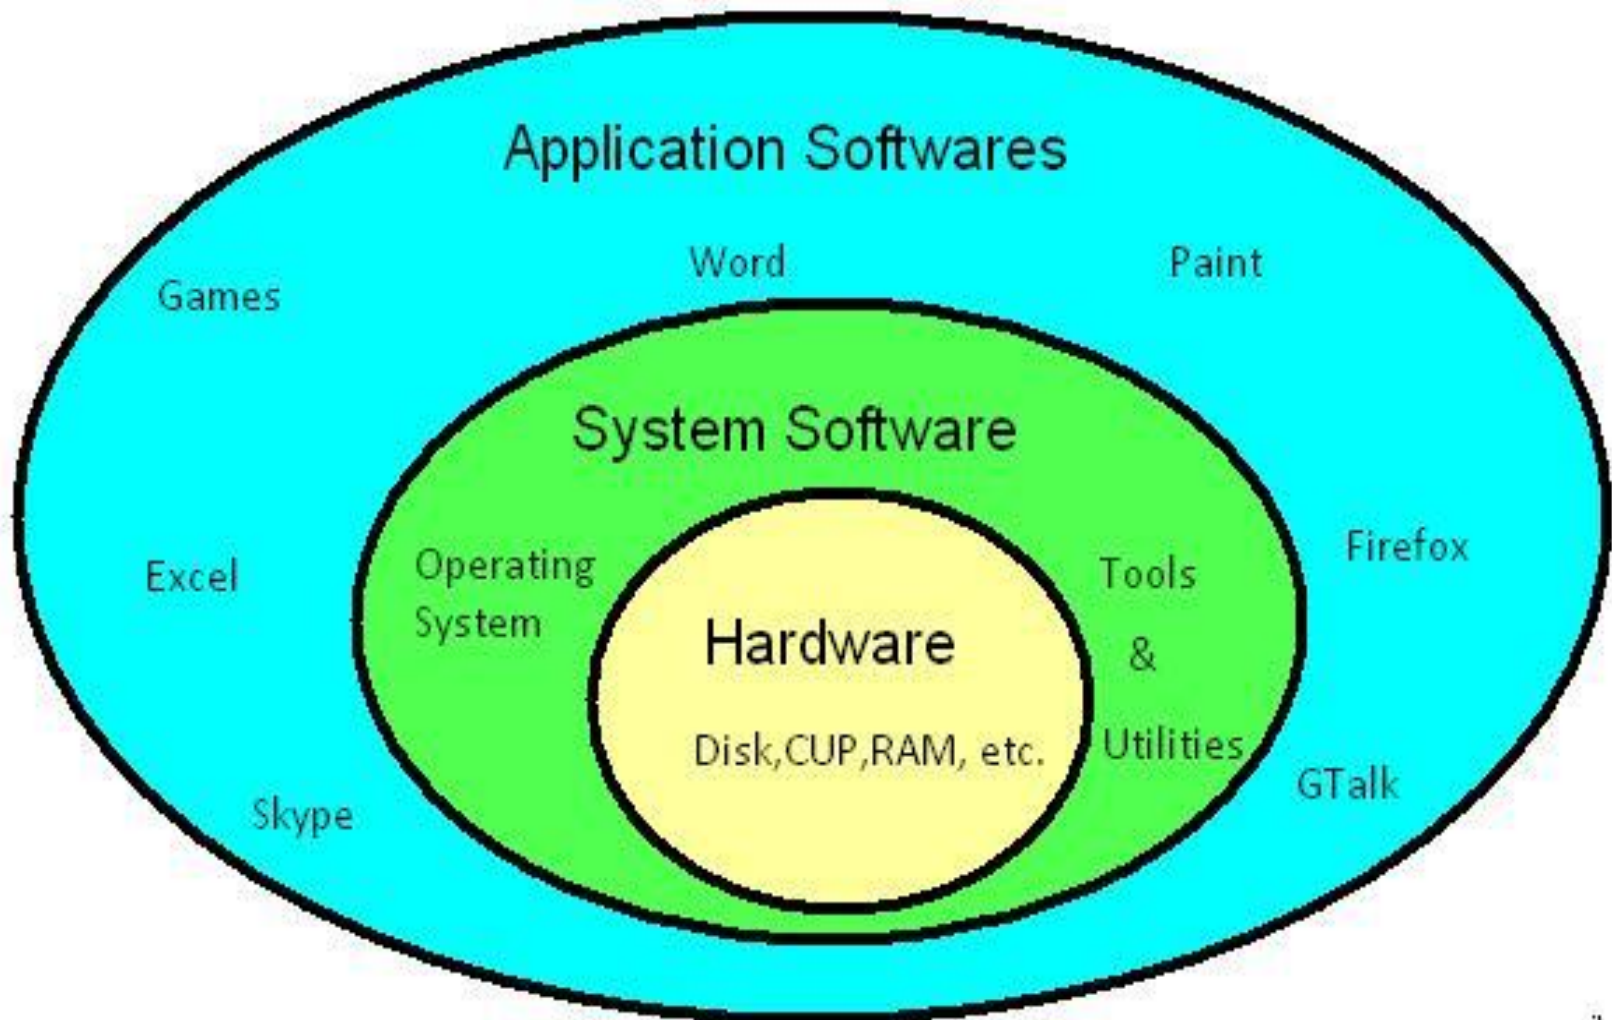 Application Softwares
Games
Word
Paint
System Software
Excel
Operating
System
Tools
&
Utilities
Firefox
Hardware
Disk,CUP,RAM, etc.
Skype
GTalk